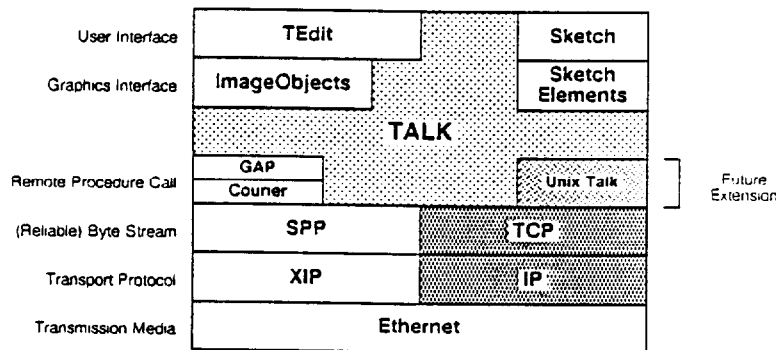 User Interface
TEdit
Sketch
Graphics Interface
ImageObjects
Sketch
Elements
TALK
Remote Procedure Call
GAP
Couner
Unix Talk
Future
Extension
(Reliable) Byte Stream
SPP
TCP
Transport Protocol
XIP
IP
Transmission Media
Ethernet